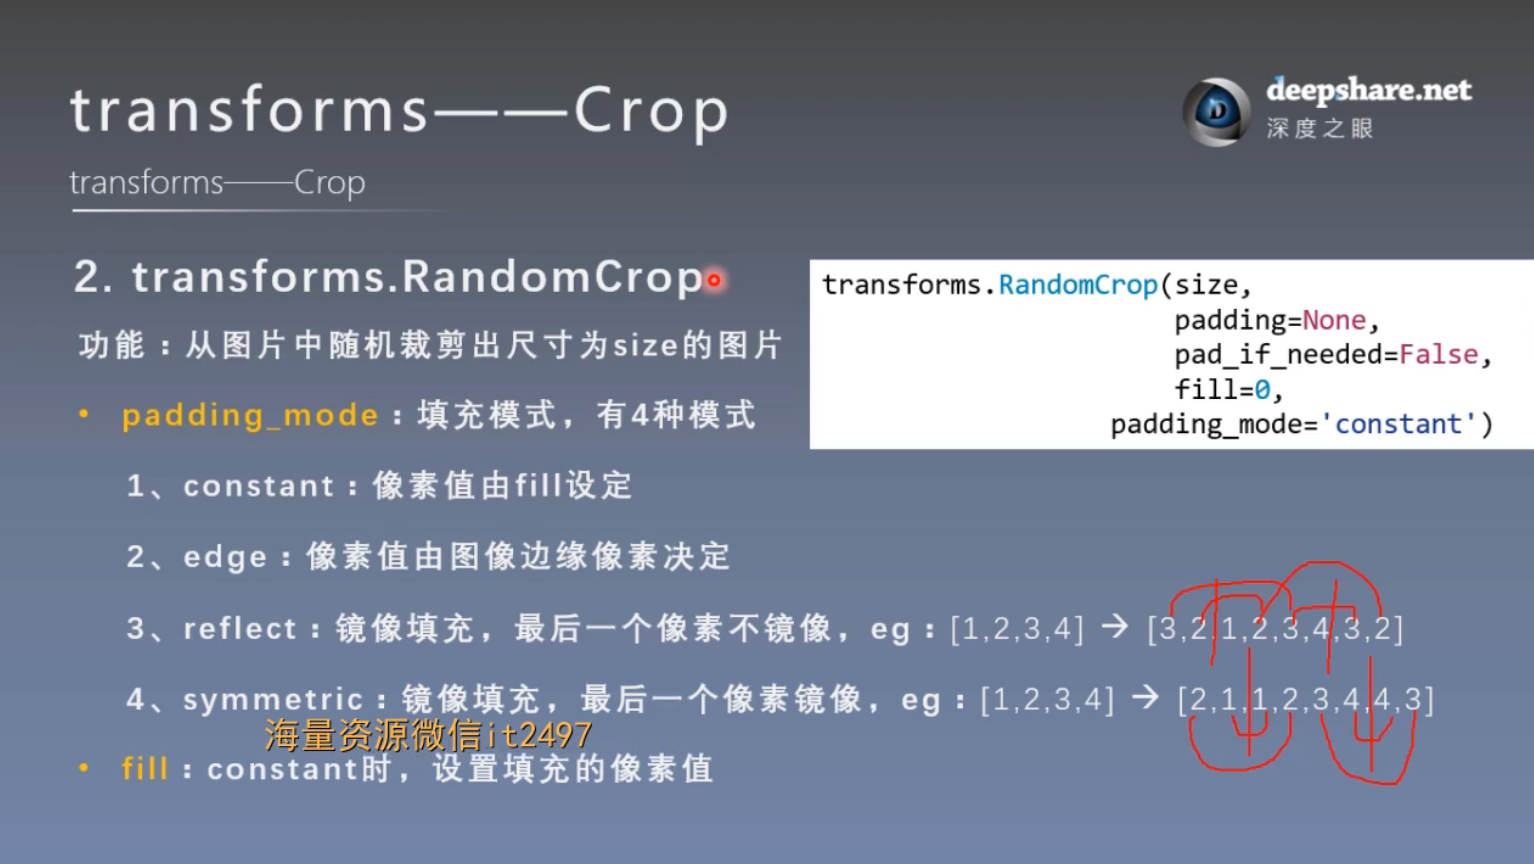 transforms——Crop
deepshare.net
深度之眼
transforms——Crop
2. transforms.RandomCrop
功能：从图片中随机裁剪出尺寸为size的图片
• padding_mode：填充模式，有4种模式
1、constant：像素值由fill设定
2、edge：像素值由图像边缘像素决定
3、reflect：镜像填充，最后一个像素不镜像，eg：[1,2,3,4] → [3,2,1,2,3,4,3,2]
4、symmetric：镜像填充，最后一个像素镜像，eg：[1,2,3,4] → [2,1,1,2,3,4,4,3]
海量资源微信it2497
• fill：constant时，设置填充的像素值
transforms.RandomCrop(size,
padding=None,
pad_if_needed=False,
fill=0,
padding_mode='constant')